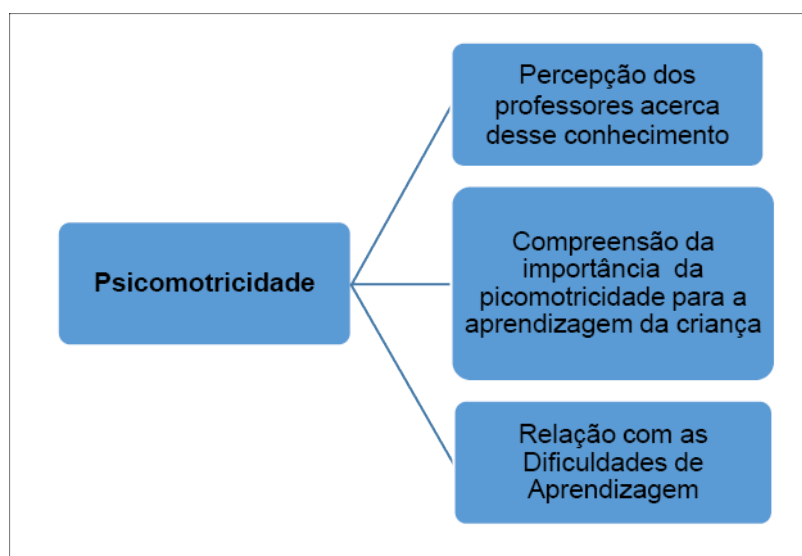 Percepção dos
professores acerca
desse conhecimento
Psicomotricidade
Compreensão da
importância da
picomotricidade para a
aprendizagem da criança
Relação com as
Dificuldades de
Aprendizagem